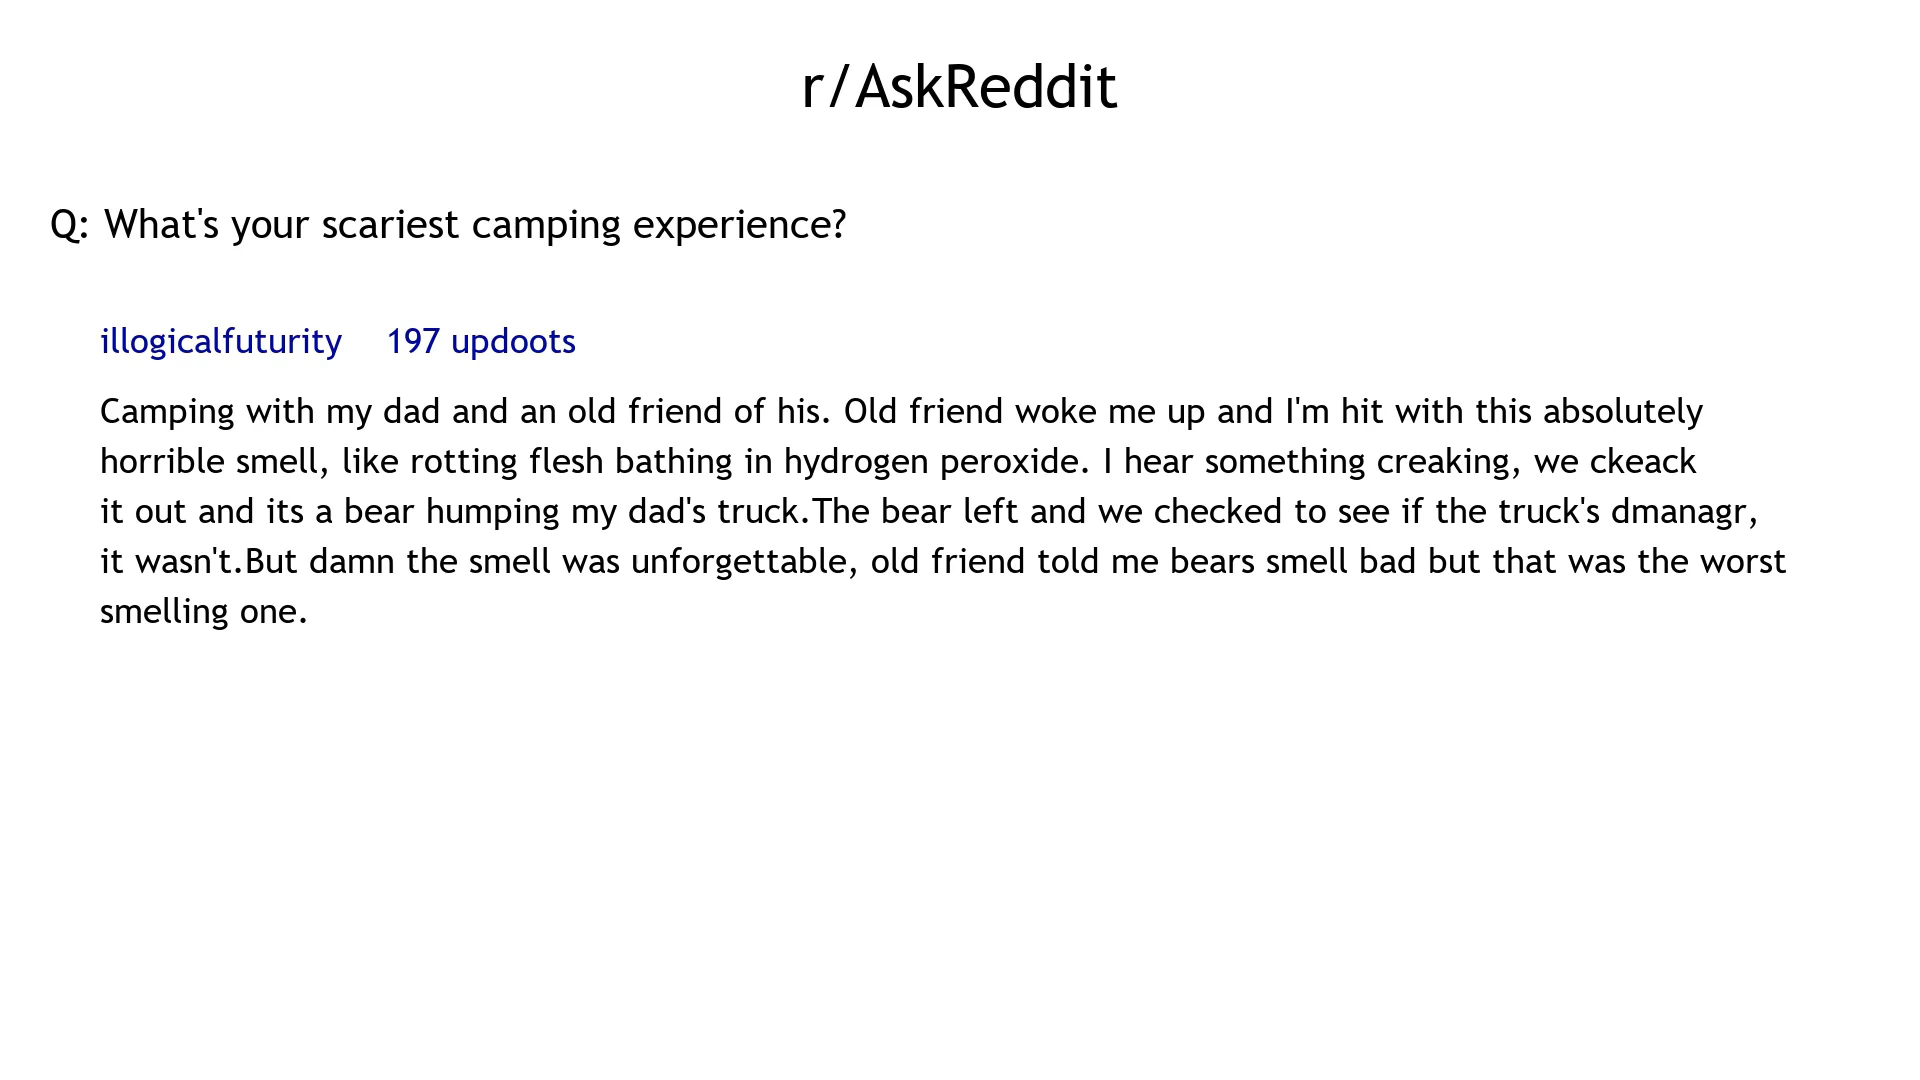 r/AskReddit
Q: What's your scariest camping experience?
illogicalfuturity 197 updoots
Camping with my dad and an old friend of his. Old friend woke me up and I'm hit with this absolutely
horrible smell, like rotting flesh bathing in hydrogen peroxide. I hear something creaking, we ckeack
it out and its a bear humping my dad's truck.The bear left and we checked to see if the truck's dmanagr,
it wasn't.But damn the smell was unforgettable, old friend told me bears smell bad but that was the worst
smelling one.